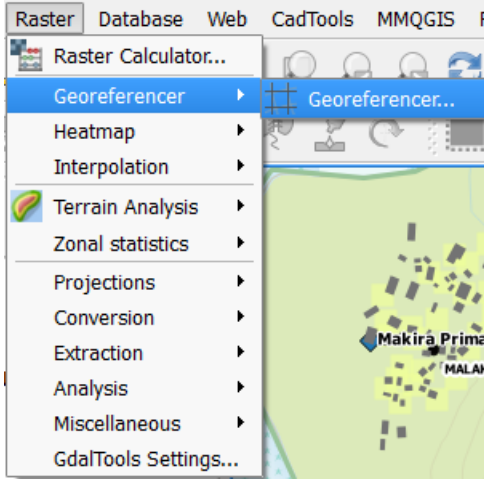 Raster Database Web CadTools MMQGIS
Raster Calculator...
Georeferencer
Georeferencer...
Heatmap
Interpolation
Terrain Analysis
Zonal statistics
Projections
Conversion
Makira Prima
Extraction
MALAK
Analysis
Miscellaneous
GdalTools Settings...